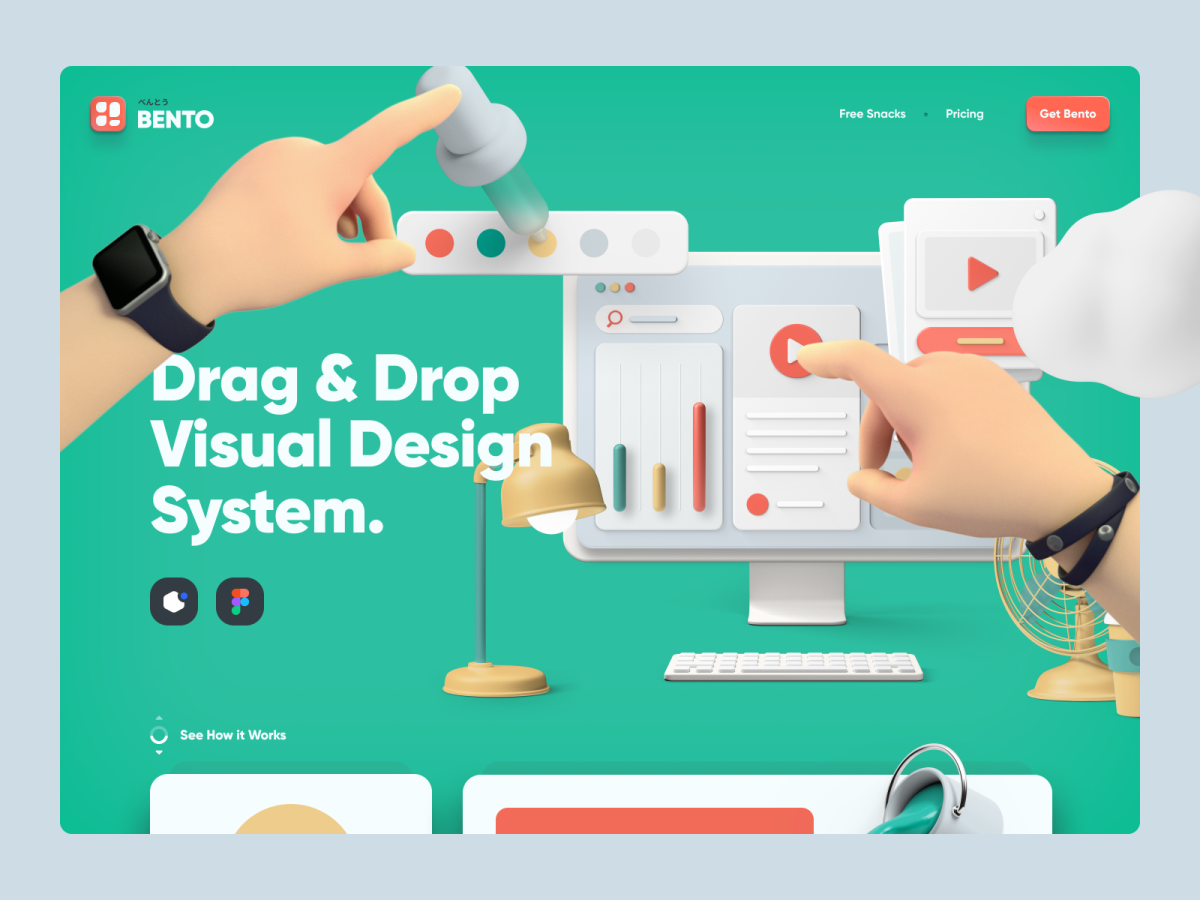 べんとう
BENTO
Free Snacks
Pricing
Get Bento
Drag & Drop
Visual Design
System.
See How it Works